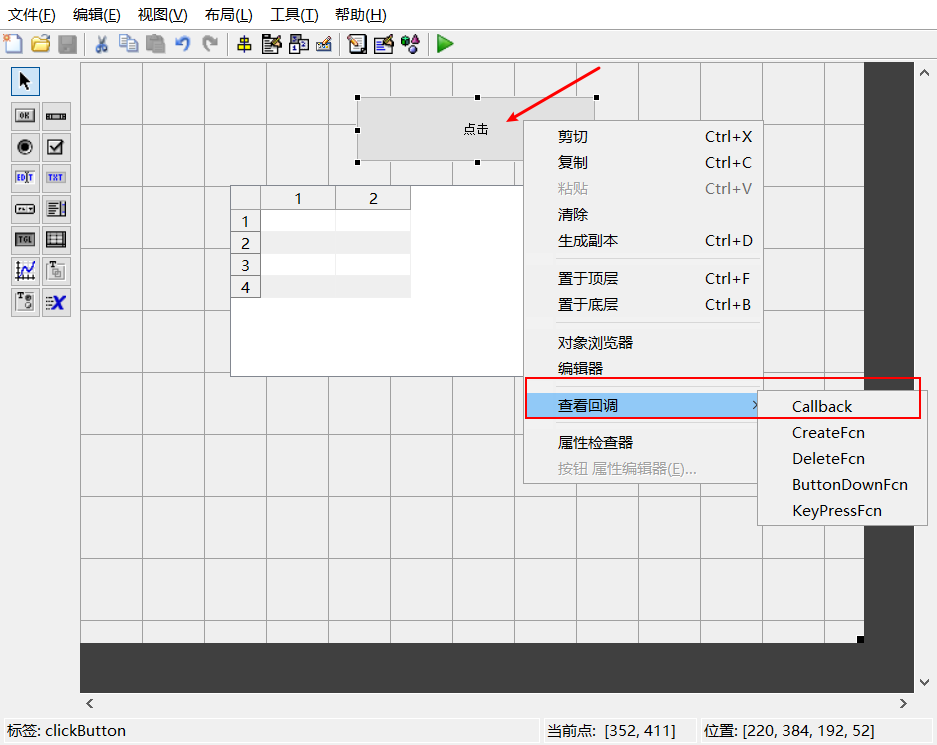 文件(F) 编辑(E) 视图(V) 布局(L) 工具(T) 帮助(H)
OK
EDIT TXT
TGL
点击
1 2
1
2
3
4
剪切 Ctrl+X
复制 Ctrl+C
粘贴 Ctrl+V
清除
生成副本 Ctrl+D
置于顶层 Ctrl+F
置于底层 Ctrl+B
对象浏览器
编辑器
查看回调
属性检查器
按钮 属性编辑器(E)...
Callback
CreateFcn
DeleteFcn
ButtonDownFcn
KeyPressFcn
标签: clickButton 当前点: [352, 411] 位置: [220, 384, 192, 52]